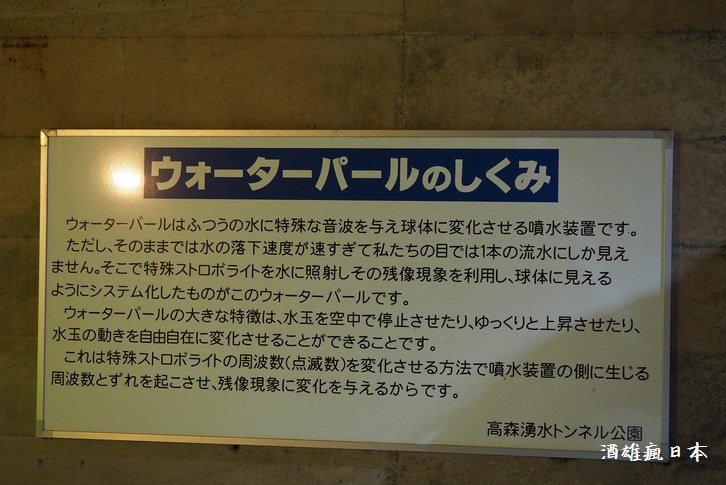 ウォーターパールのしくみ
ウォーターパールはふつうの水に特殊な音波を与え球体に変化させる噴水装置です。
ただし、そのままでは水の落下速度が速すぎて私たちの目では1本の流水にしか見え
ません。そこで特殊ストロボライトを水に照射しその残像現象を利用し、球体に見える
ようにシステム化したものがこのウォーターパールです。
ウォーターパールの大きな特徴は、水玉を空中で停止させたり、ゆっくりと上昇させたり、
水玉の動きを自由自在に変化させることができることです。
これは特殊ストロボライトの周波数(点滅数)を変化させる方法で噴水装置の側に生じる
周波数とずれを起こさせ、残像現象に変化を与えるからです。
高森湧水トンネル公園
酒雄瘋日本